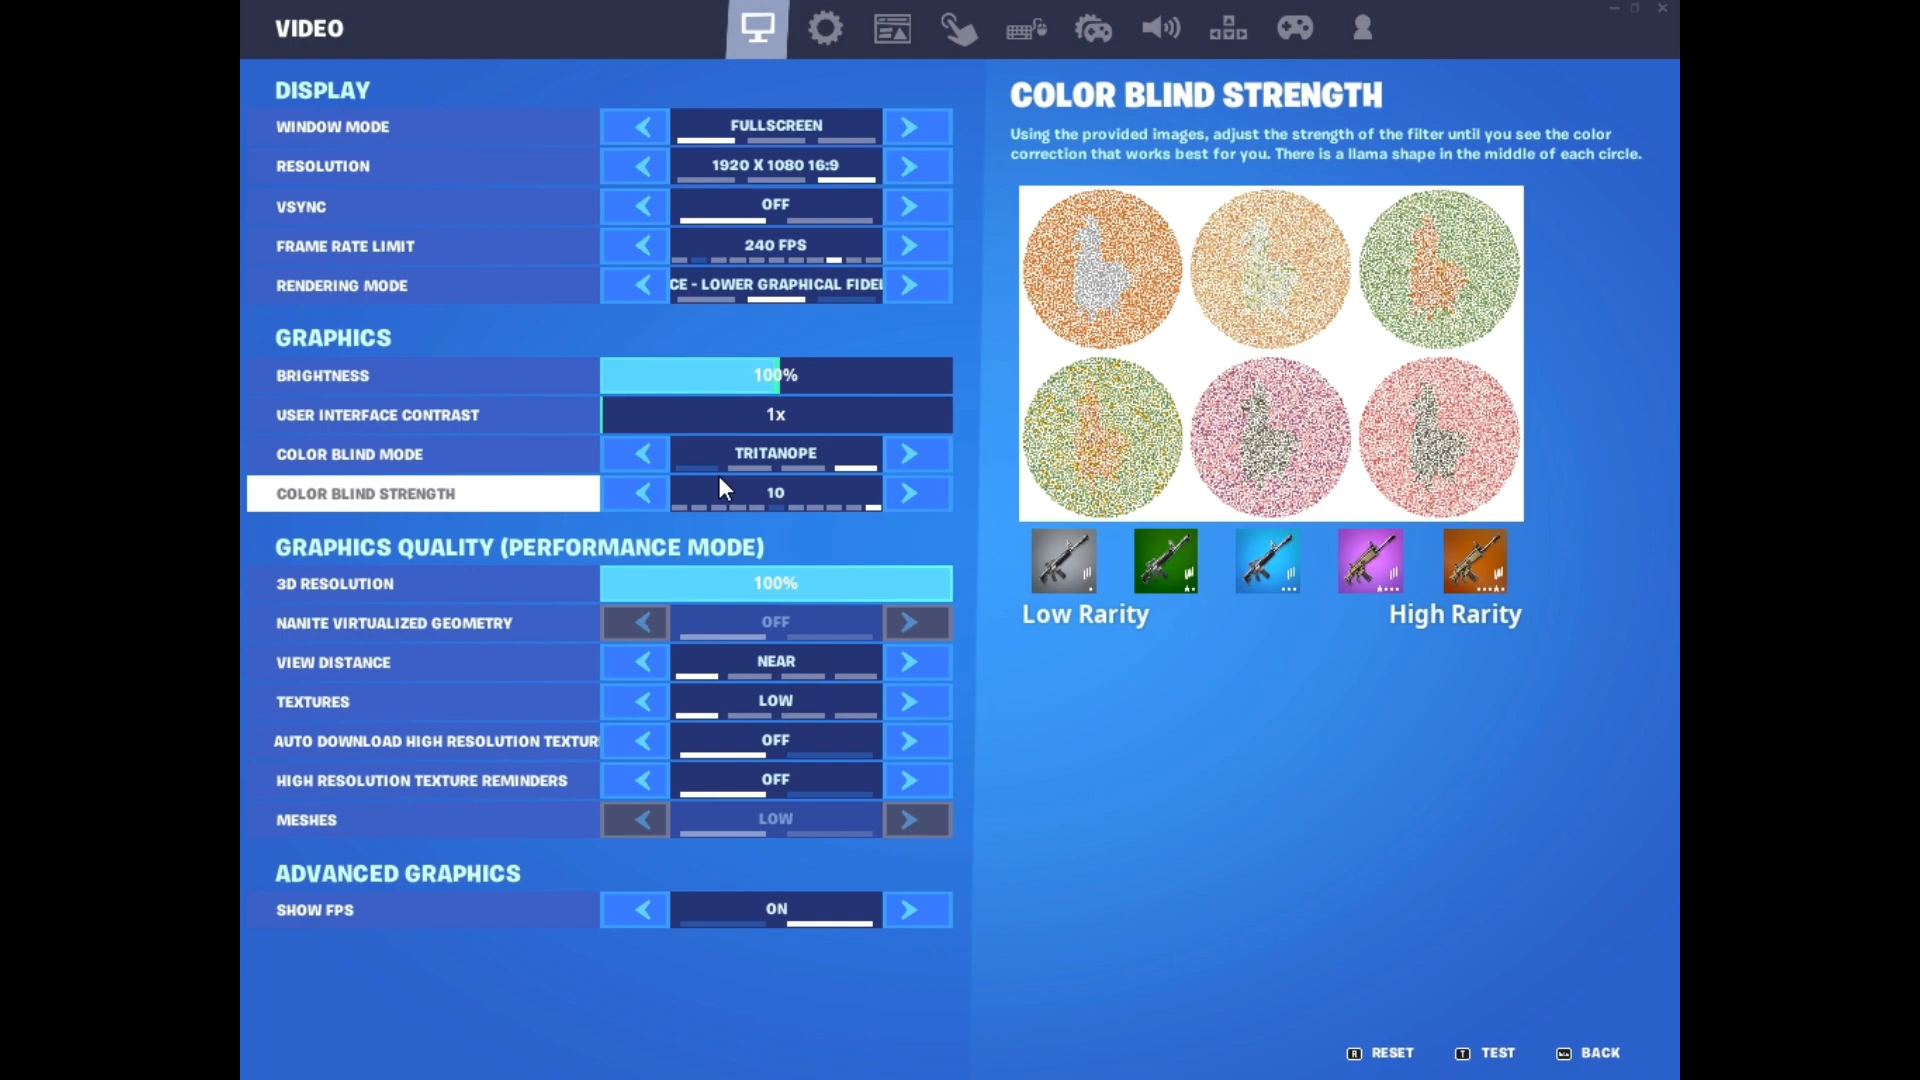 VIDEO
DISPLAY
WINDOW MODE FULLSCREEN
RESOLUTION 1920 X 1080 16:9
VSYNC OFF
FRAME RATE LIMIT 240 FPS
RENDERING MODE CE - LOWER GRAPHICAL FIDEL
GRAPHICS
BRIGHTNESS 100%
USER INTERFACE CONTRAST 1x
COLOR BLIND MODE TRITANOPE
COLOR BLIND STRENGTH 10
GRAPHICS QUALITY (PERFORMANCE MODE)
3D RESOLUTION 100%
NANITE VIRTUALIZED GEOMETRY OFF
VIEW DISTANCE NEAR
TEXTURES LOW
AUTO DOWNLOAD HIGH RESOLUTION TEXTUR OFF
HIGH RESOLUTION TEXTURE REMINDERS OFF
MESHES LOW
ADVANCED GRAPHICS
SHOW FPS ON
COLOR BLIND STRENGTH
Using the provided images, adjust the strength of the filter until you see the color
correction that works best for you. There is a llama shape in the middle of each circle.
Low Rarity High Rarity
R RESET T TEST BACK